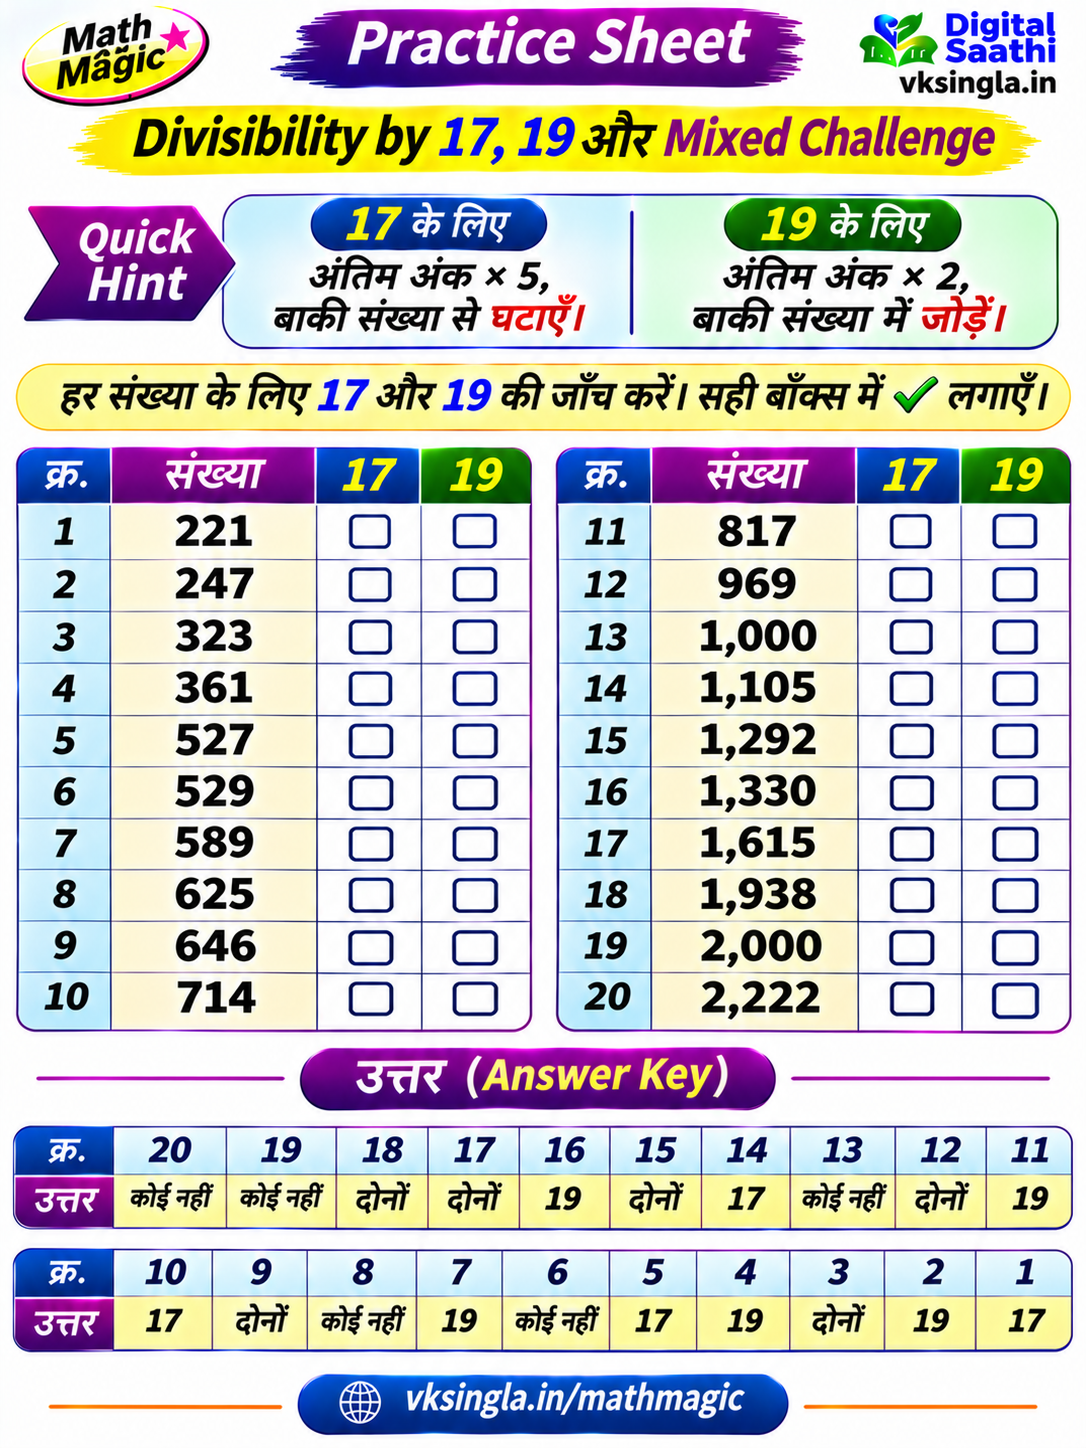 Math Magic
Practice Sheet
Digital Saathi
vksingla.in
Divisibility by 17, 19 और Mixed Challenge
Quick Hint
17 के लिए
अंतिम अंक × 5,
बाकी संख्या से घटाएँ।
19 के लिए
अंतिम अंक × 2,
बाकी संख्या में जोड़ें।
हर संख्या के लिए 17 और 19 की जाँच करें। सही बॉक्स में ✓ लगाएँ।
क्र. संख्या 17 19
1 221
2 247
3 323
4 361
5 527
6 529
7 589
8 625
9 646
10 714
क्र. संख्या 17 19
11 817
12 969
13 1,000
14 1,105
15 1,292
16 1,330
17 1,615
18 1,938
19 2,000
20 2,222
उत्तर (Answer Key)
क्र. 20 19 18 17 16 15 14 13 12 11
उत्तर कोई नहीं कोई नहीं दोनों दोनों 19 दोनों 17 कोई नहीं दोनों 19
क्र. 10 9 8 7 6 5 4 3 2 1
उत्तर 17 दोनों कोई नहीं 19 कोई नहीं 17 19 दोनों 19 17
vksingla.in/mathmagic